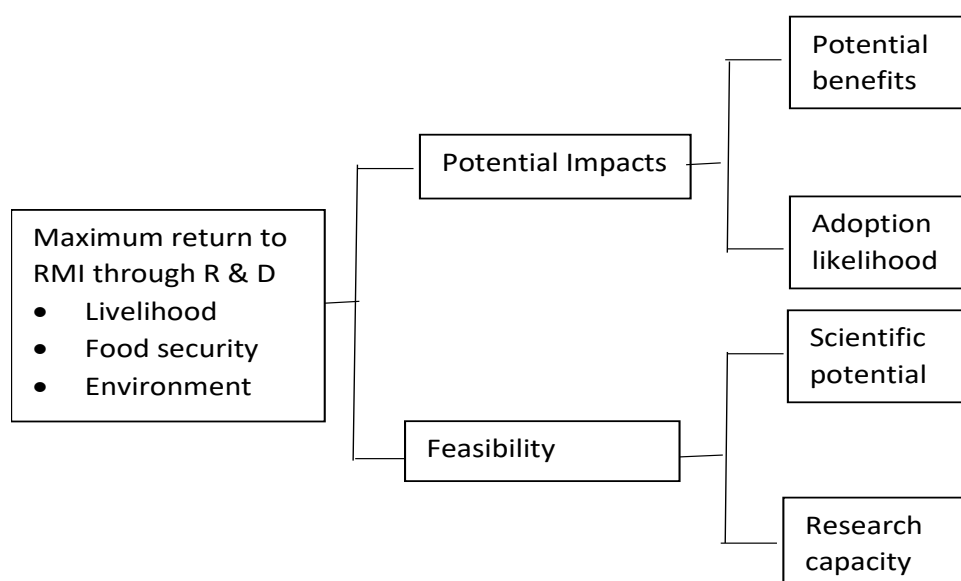 Maximum return to
RMI through R & D
• Livelihood
• Food security
• Environment
Potential Impacts
Feasibility
Potential
benefits
Adoption
likelihood
Scientific
potential
Research
capacity